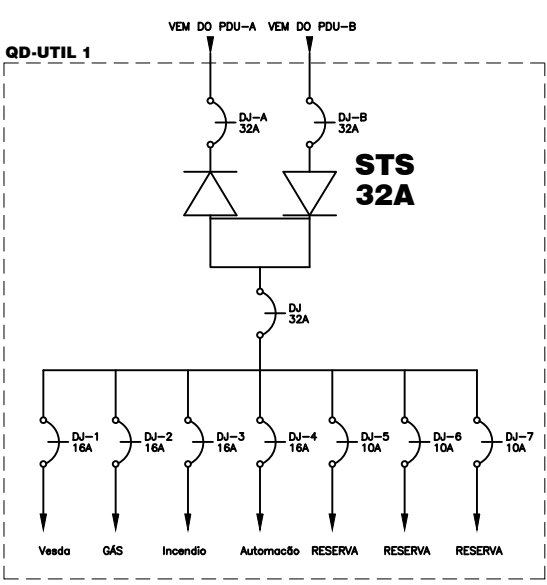 VEM DO PDU-A VEM DO PDU-B
QD-UTIL 1
DJ-A
32A
DJ-B
32A
STS
32A
DJ
32A
DJ-1
16A
DJ-2
16A
DJ-3
16A
DJ-4
16A
DJ-5
10A
DJ-6
10A
DJ-7
10A
Vesda
GÁS
Incendio
Automacão
RESERVA
RESERVA
RESERVA